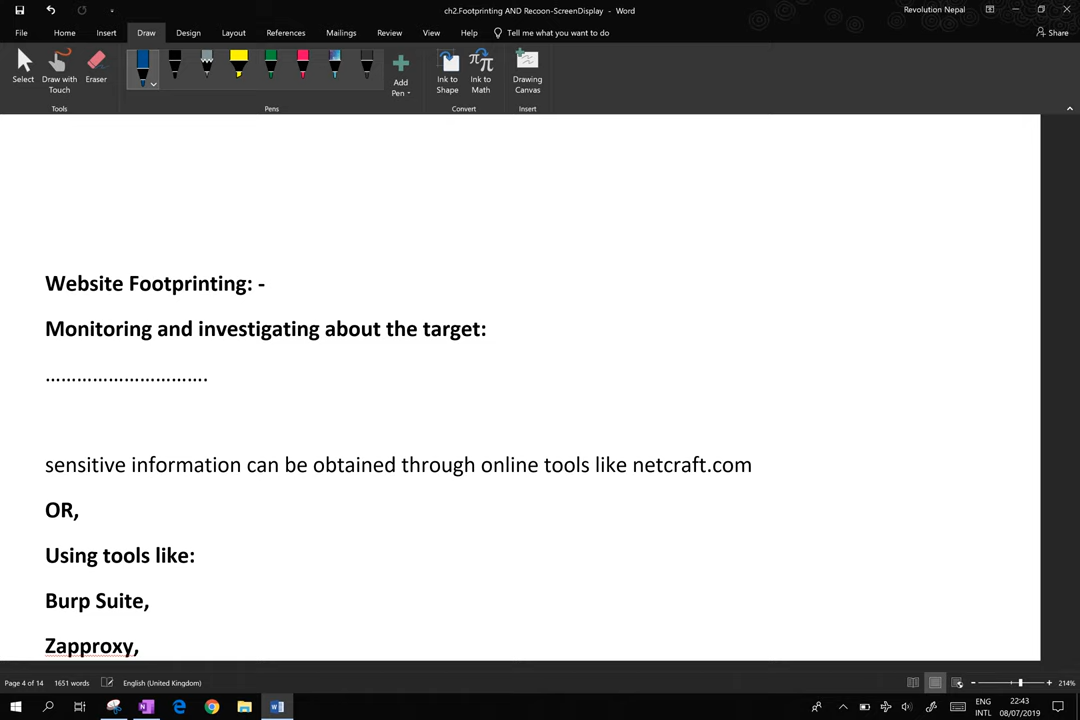 ch2.Footprinting AND Recoon-ScreenDisplay - Word
Revolution Nepal
File Home Insert Draw Design Layout References Mailings Review View Help Tell me what you want to do
Share
Select
Draw with Touch
Eraser
Add Pen
Ink to Shape
Ink to Math
Drawing Canvas
Tools Pens Convert Insert
Website Footprinting: -
Monitoring and investigating about the target:
………………………….
sensitive information can be obtained through online tools like netcraft.com
OR,
Using tools like:
Burp Suite,
Zapproxy,
Page 4 of 14 1651 words English (United Kingdom) 214%
ENG 22:43
INTL 08/07/2019